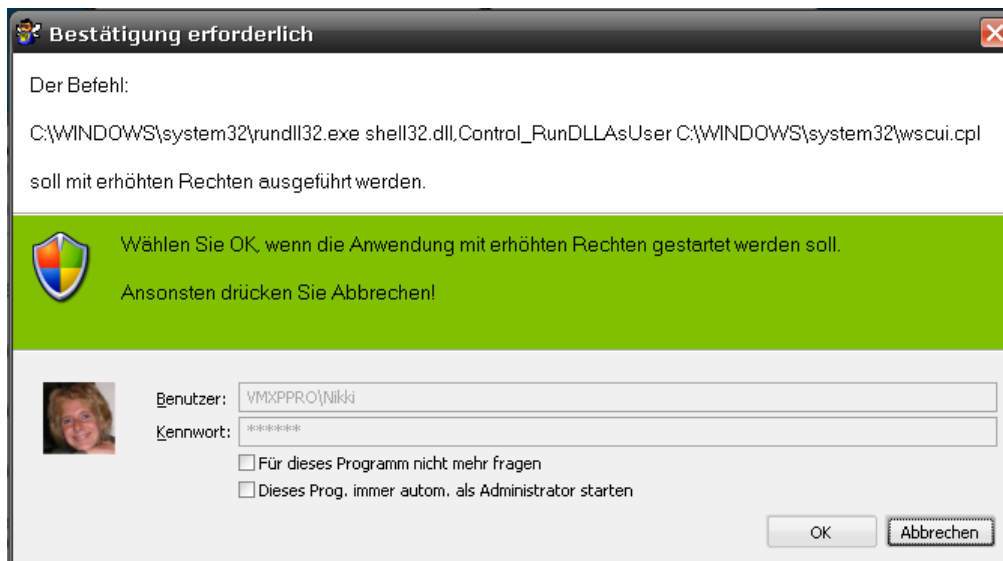 Bestätigung erforderlich
Der Befehl:
C:\WINDOWS\system32\rundll32.exe shell32.dll,Control_RunDLLAsUser C:\WINDOWS\system32\wscui.cpl
soll mit erhöhten Rechten ausgeführt werden.
Wählen Sie OK, wenn die Anwendung mit erhöhten Rechten gestartet werden soll.
Ansonsten drücken Sie Abbrechen!
Benutzer: VMXPPRO\Nikki
Kennwort: ******
Für dieses Programm nicht mehr fragen
Dieses Prog. immer autom. als Administrator starten
OK Abbrechen